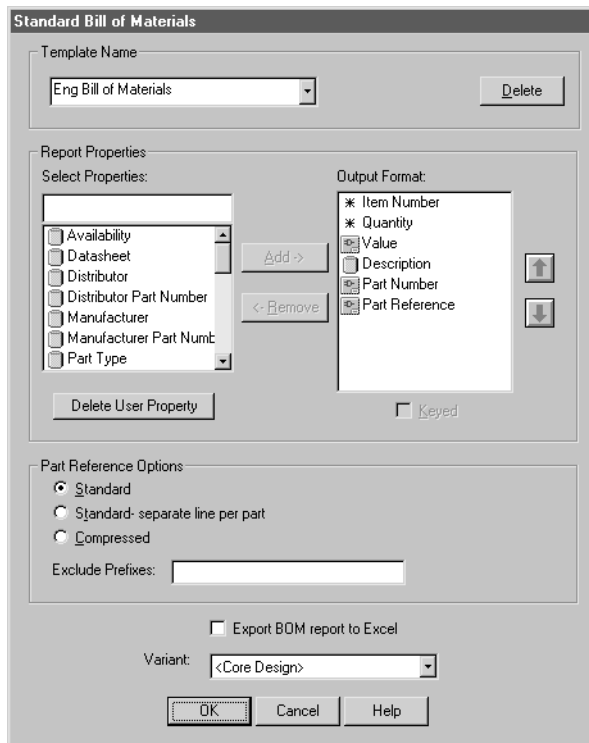 Standard Bill of Materials
Template Name
Eng Bill of Materials
Delete
Report Properties
Select Properties:
Output Format:
Availability
Datasheet
Distributor
Distributor Part Number
Manufacturer
Manufacturer Part Numb
Part Type
Add ->
<- Remove
Item Number
Quantity
Value
Description
Part Number
Part Reference
Delete User Property
Keyed
Part Reference Options
Standard
Standard- separate line per part
Compressed
Exclude Prefixes:
Export BOM report to Excel
Variant:
<Core Design>
OK
Cancel
Help